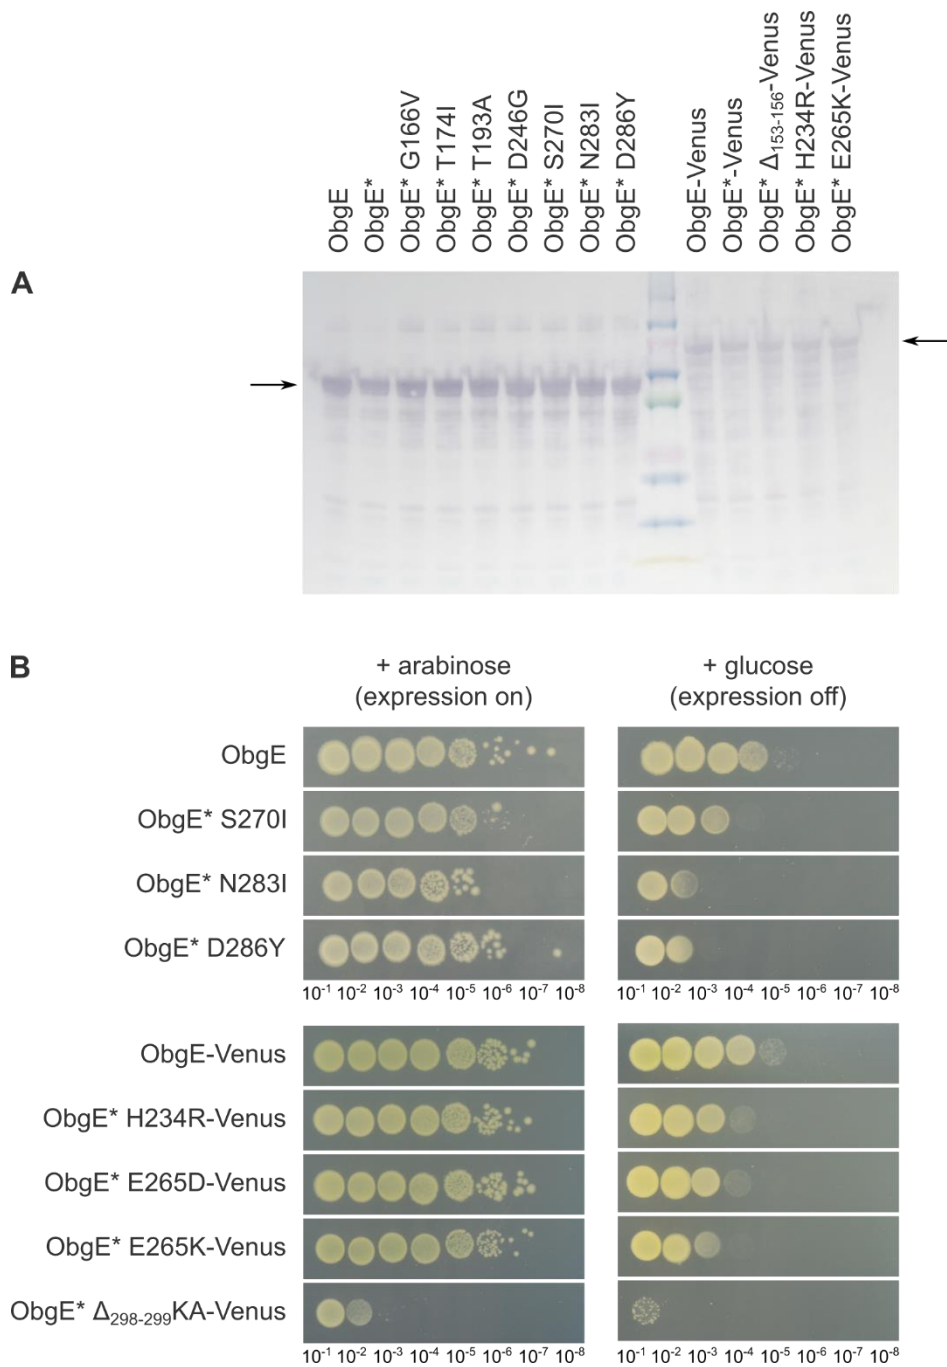 ObgE
ObgE*
ObgE* G166V
ObgE* T174I
ObgE* T193A
ObgE* D246G
ObgE* S270I
ObgE* N283I
ObgE* D286Y
ObgE-Venus
ObgE*-Venus
ObgE* Δ153-156-Venus
ObgE* H234R-Venus
ObgE* E265K-Venus
A
B
+ arabinose
(expression on)
+ glucose
(expression off)
ObgE
ObgE* S270I
ObgE* N283I
ObgE* D286Y
10-1 10-2 10-3 10-4 10-5 10-6 10-7 10-8
10-1 10-2 10-3 10-4 10-5 10-6 10-7 10-8
ObgE-Venus
ObgE* H234R-Venus
ObgE* E265D-Venus
ObgE* E265K-Venus
ObgE* Δ298-299KA-Venus
10-1 10-2 10-3 10-4 10-5 10-6 10-7 10-8
10-1 10-2 10-3 10-4 10-5 10-6 10-7 10-8